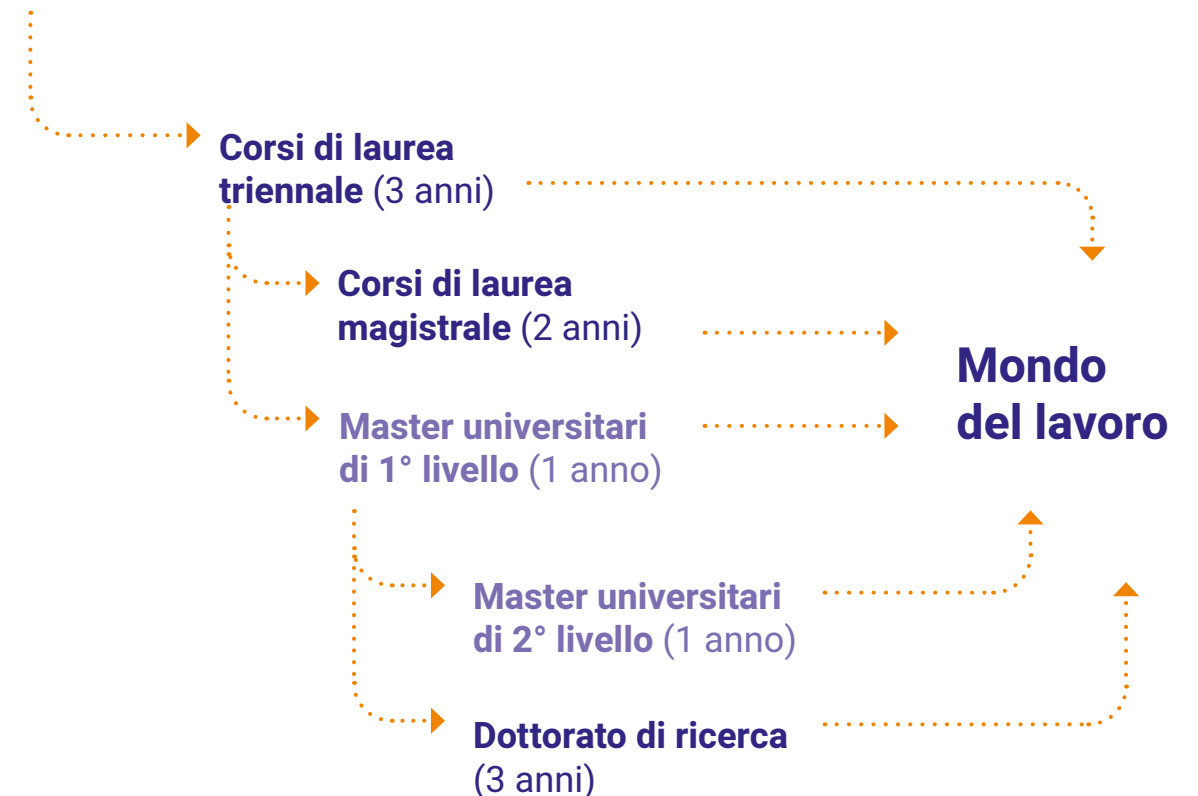 Corsi di laurea
triennale (3 anni)
Corsi di laurea
magistrale (2 anni)
Mondo
del lavoro
Master universitari
di 1° livello (1 anno)
Master universitari
di 2° livello (1 anno)
Dottorato di ricerca
(3 anni)